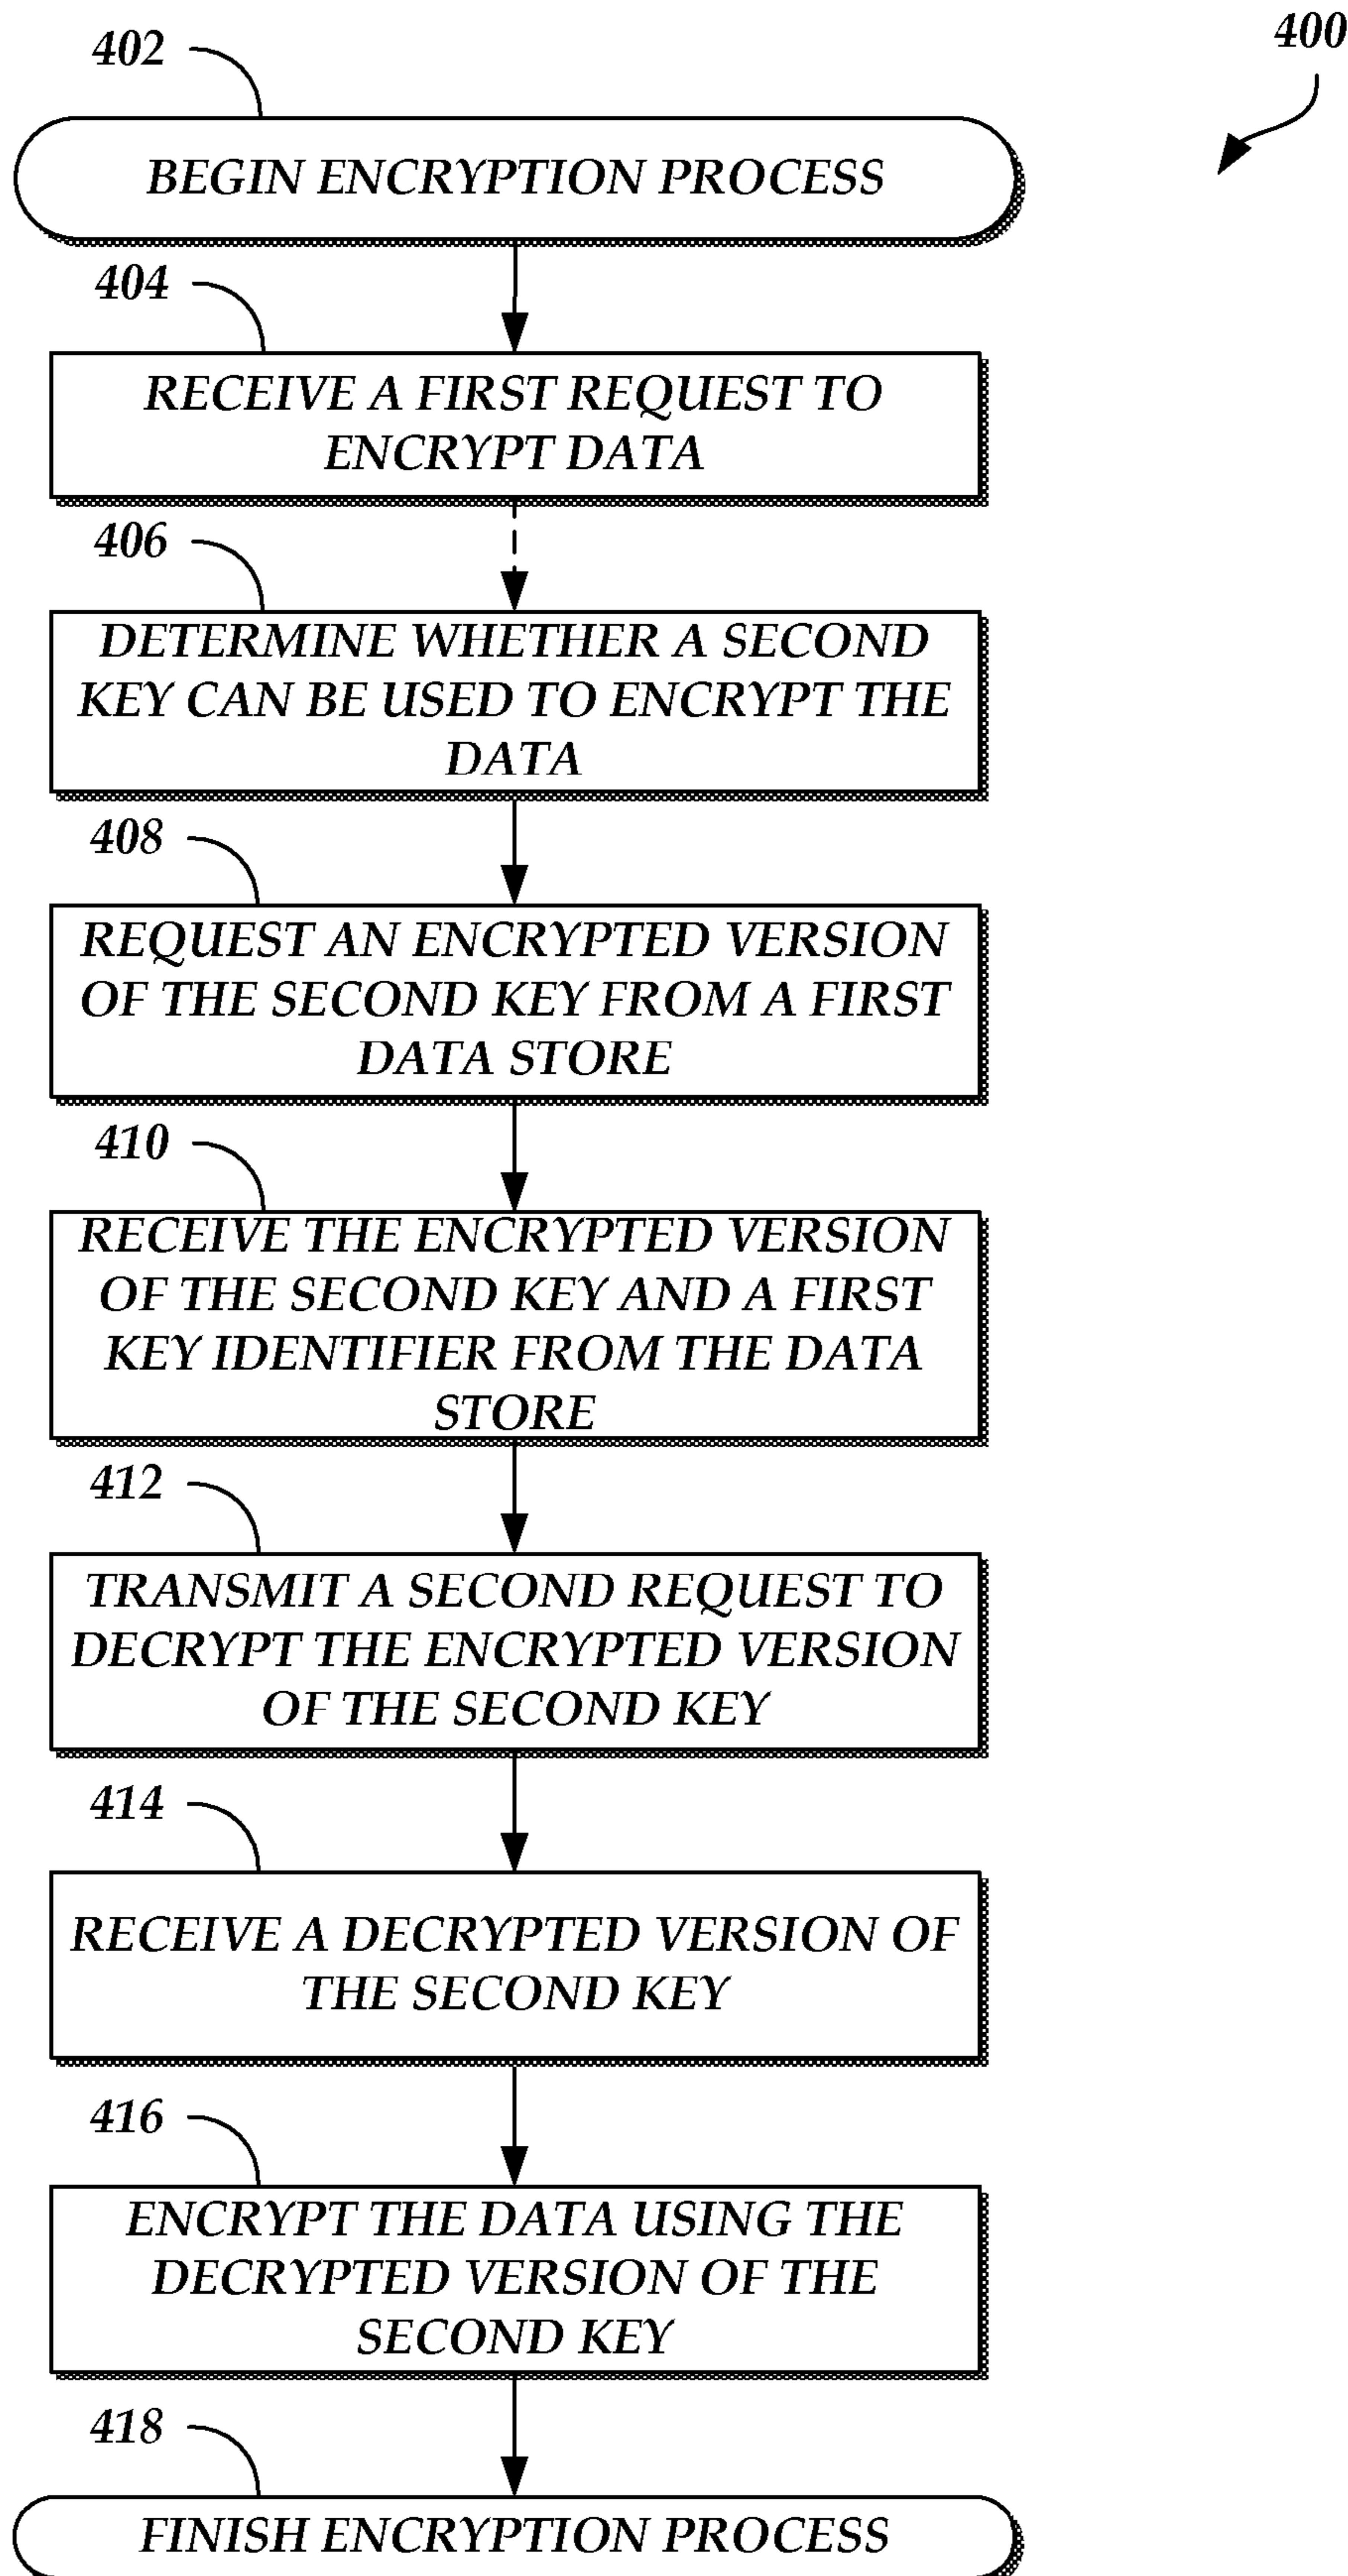 402
400
BEGIN ENCRYPTION PROCESS
404
RECEIVE A FIRST REQUEST TO
ENCRYPT DATA
406
DETERMINE WHETHER A SECOND
KEY CAN BE USED TO ENCRYPT THE
DATA
408
REQUEST AN ENCRYPTED VERSION
OF THE SECOND KEY FROM A FIRST
DATA STORE
410
RECEIVE THE ENCRYPTED VERSION
OF THE SECOND KEY AND A FIRST
KEY IDENTIFIER FROM THE DATA
STORE
412
TRANSMIT A SECOND REQUEST TO
DECRYPT THE ENCRYPTED VERSION
OF THE SECOND KEY
414
RECEIVE A DECRYPTED VERSION OF
THE SECOND KEY
416
ENCRYPT THE DATA USING THE
DECRYPTED VERSION OF THE
SECOND KEY
418
FINISH ENCRYPTION PROCESS